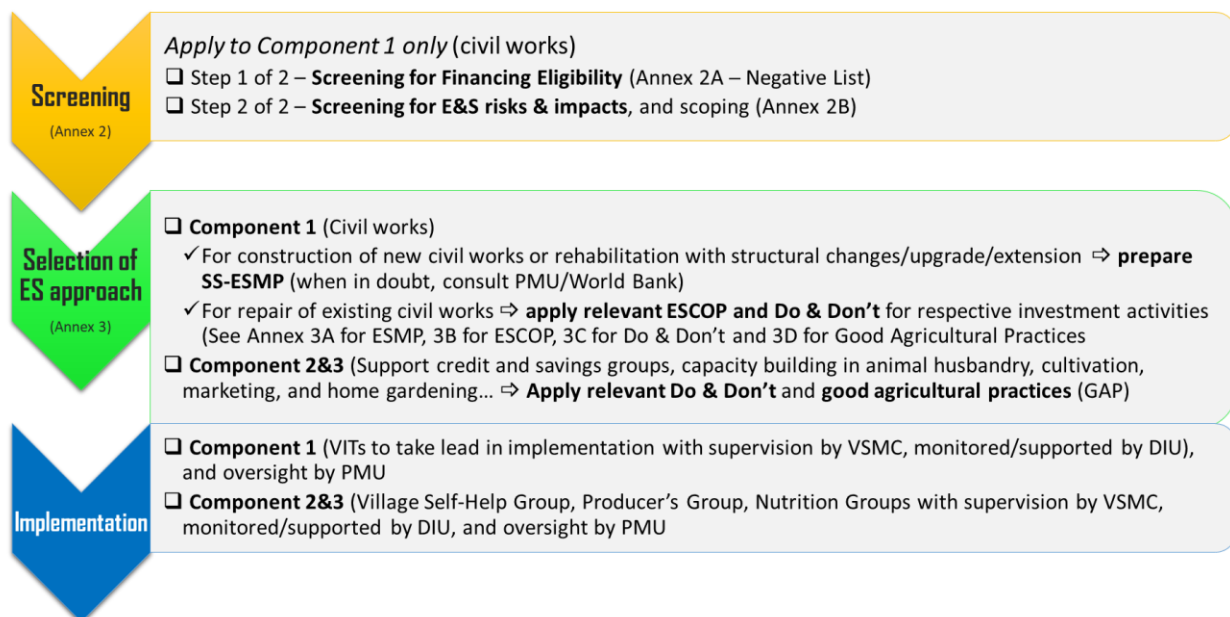 Screening
(Annex 2)
Apply to Component 1 only (civil works)
❑ Step 1 of 2 – Screening for Financing Eligibility (Annex 2A – Negative List)
❑ Step 2 of 2 – Screening for E&S risks & impacts, and scoping (Annex 2B)
Selection of
ES approach
(Annex 3)
❑ Component 1 (Civil works)
✓For construction of new civil works or rehabilitation with structural changes/upgrade/extension ⇨ prepare
SS-ESMP (when in doubt, consult PMU/World Bank)
✓For repair of existing civil works ⇨ apply relevant ESCOP and Do & Don't for respective investment activities
(See Annex 3A for ESMP, 3B for ESCOP, 3C for Do & Don't and 3D for Good Agricultural Practices
❑ Component 2&3 (Support credit and savings groups, capacity building in animal husbandry, cultivation,
marketing, and home gardening... ⇨ Apply relevant Do & Don't and good agricultural practices (GAP)
Implementation
❑ Component 1 (VITs to take lead in implementation with supervision by VSMC, monitored/supported by DIU),
and oversight by PMU
❑ Component 2&3 (Village Self-Help Group, Producer's Group, Nutrition Groups with supervision by VSMC,
monitored/supported by DIU, and oversight by PMU